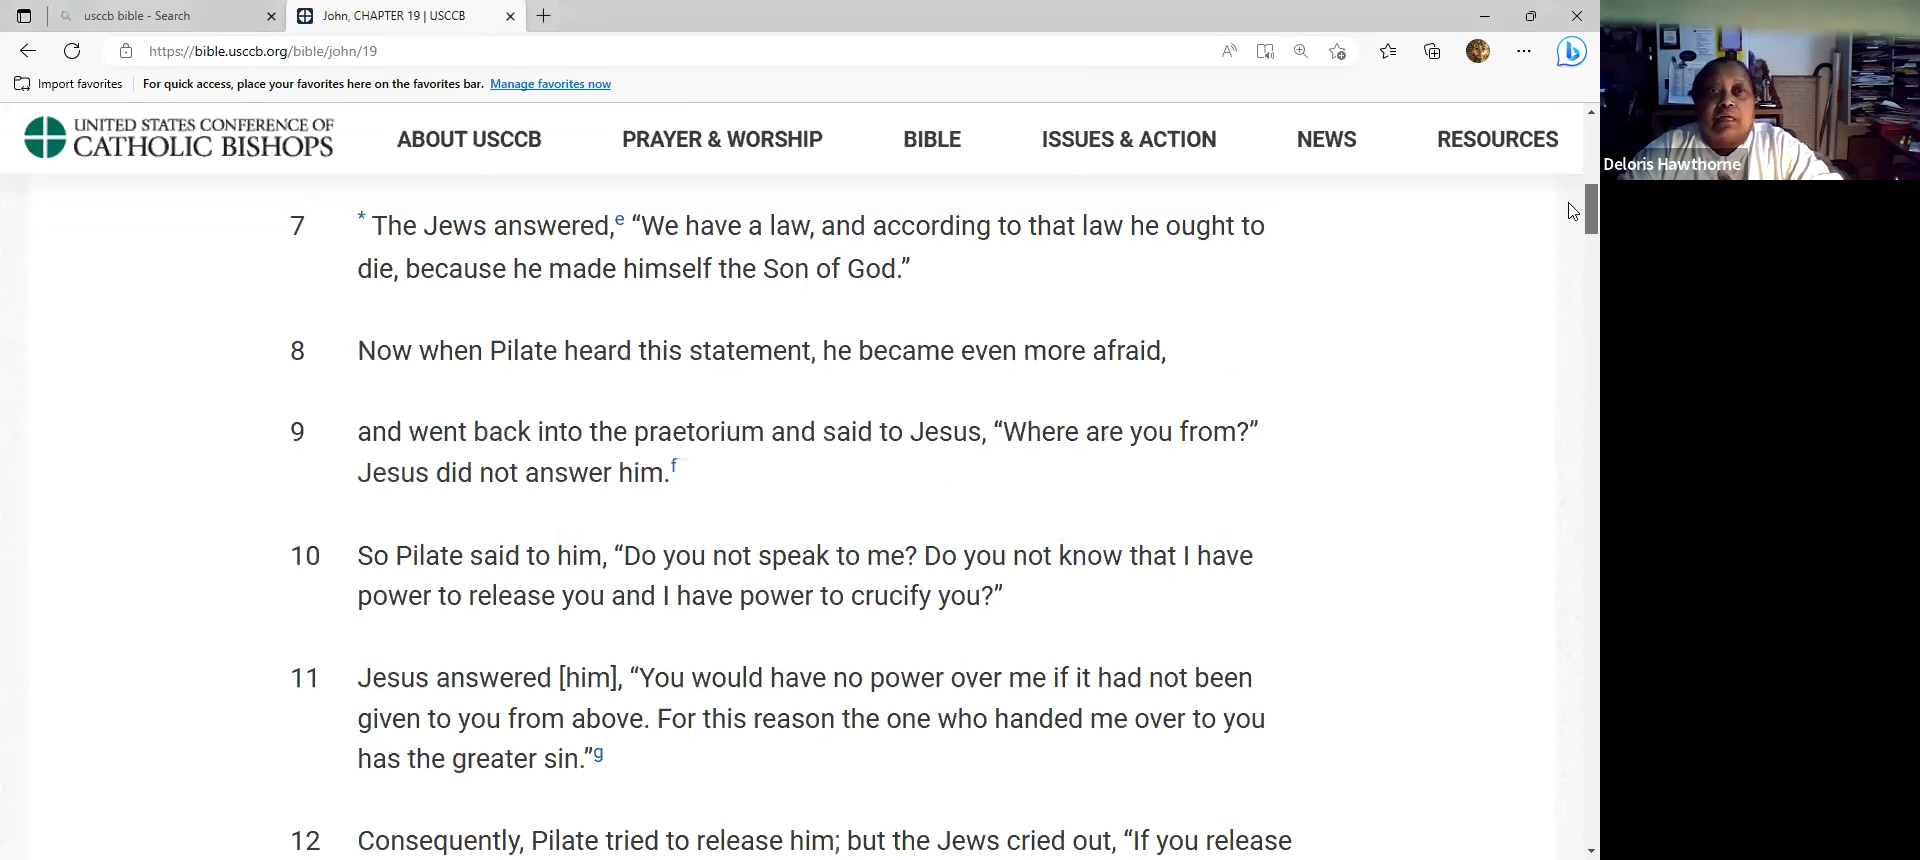 usccb bible - Search
John, CHAPTER 19 | USCCB
https://bible.usccb.org/bible/john/19
Import favorites
For quick access, place your favorites here on the favorites bar. Manage favorites now
UNITED STATES CONFERENCE OF
CATHOLIC BISHOPS
ABOUT USCCB
PRAYER & WORSHIP
BIBLE
ISSUES & ACTION
NEWS
RESOURCES
Deloris Hawthorne
7 * The Jews answered,e “We have a law, and according to that law he ought to
die, because he made himself the Son of God.”
8 Now when Pilate heard this statement, he became even more afraid,
9 and went back into the praetorium and said to Jesus, “Where are you from?”
Jesus did not answer him.f
10 So Pilate said to him, “Do you not speak to me? Do you not know that I have
power to release you and I have power to crucify you?”
11 Jesus answered [him], “You would have no power over me if it had not been
given to you from above. For this reason the one who handed me over to you
has the greater sin.”g
12 Consequently, Pilate tried to release him; but the Jews cried out, “If you release